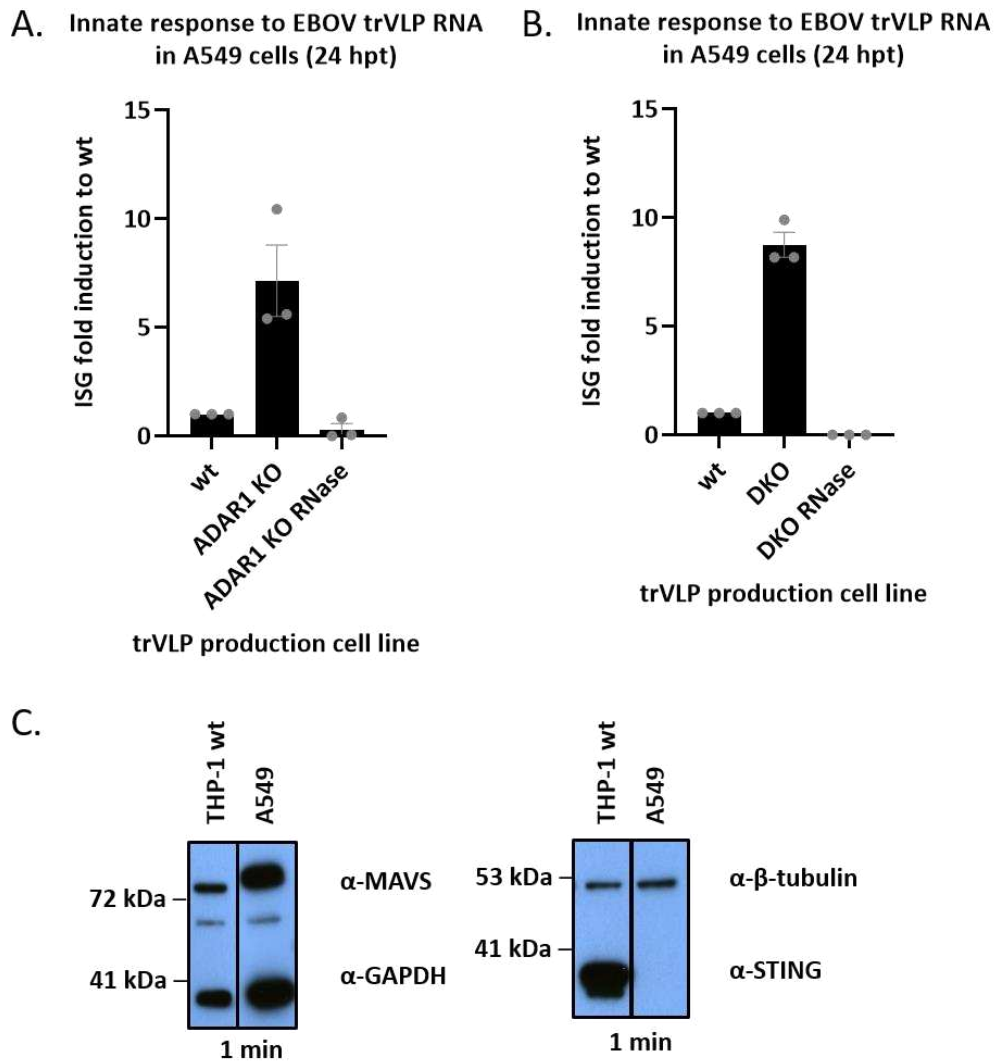 A.
Innate response to EBOV trVLP RNA
in A549 cells (24 hpt)
ISG fold induction to wt
15
10
5
0
wt
ADAR1 KO
ADAR1 KO RNase
trVLP production cell line
B.
Innate response to EBOV trVLP RNA
in A549 cells (24 hpt)
ISG fold induction to wt
15
10
5
0
wt
DKO
DKO RNase
trVLP production cell line
C.
THP-1 wt
A549
72 kDa
41 kDa
α-MAVS
α-GAPDH
1 min
THP-1 wt
A549
53 kDa
41 kDa
α-β-tubulin
α-STING
1 min